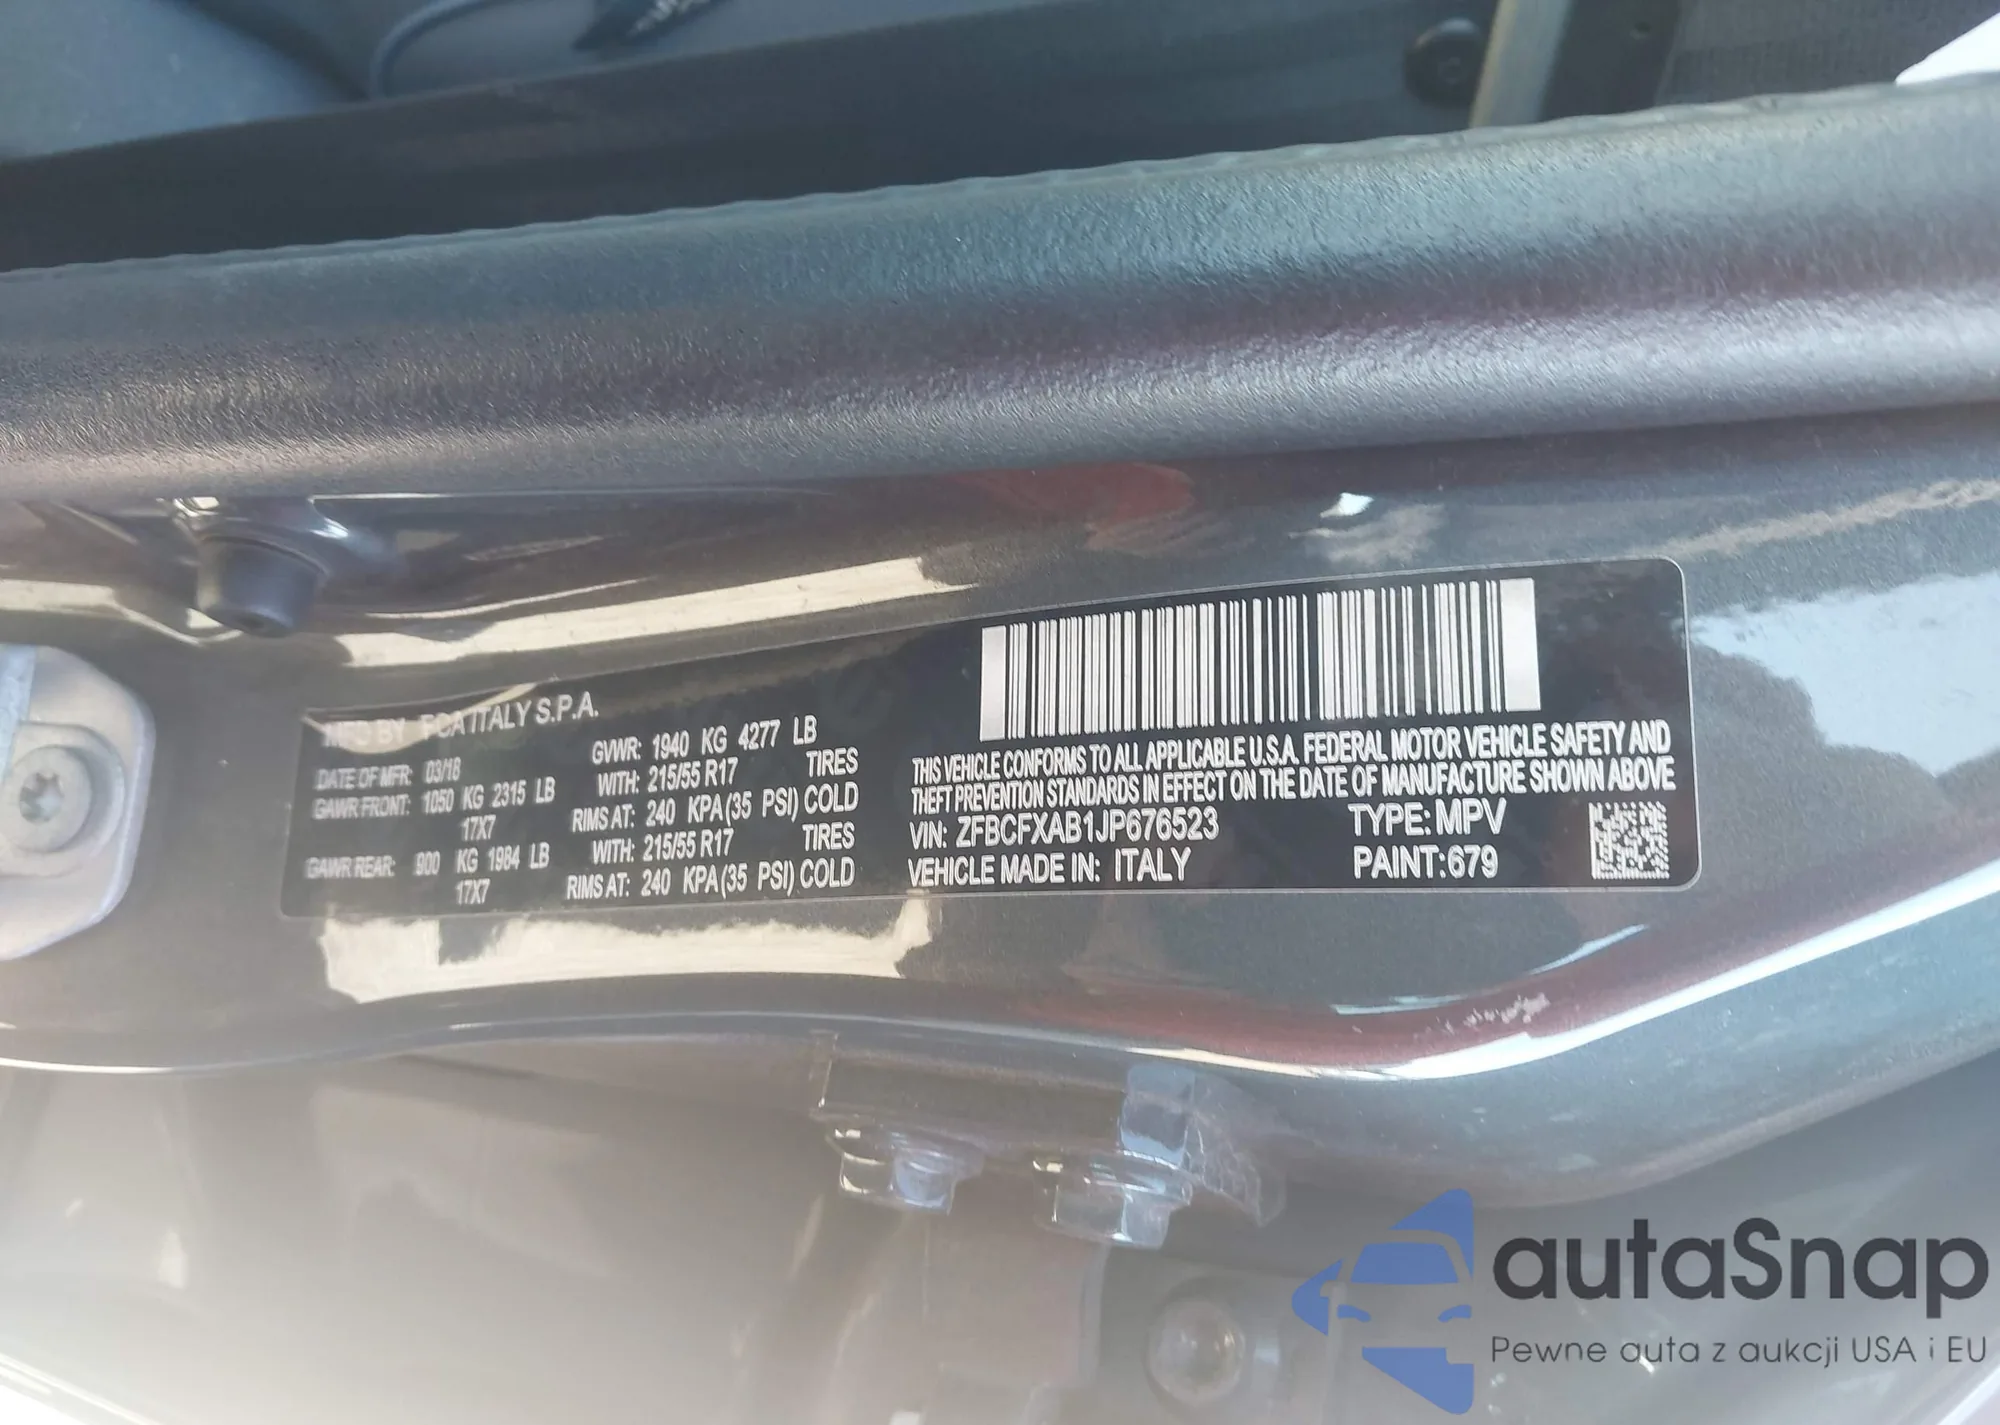 MFD BY FCA ITALY S.P.A.
DATE OF MFR: 03/18 GVWR: 1940 KG 4277 LB
GAWR FRONT: 1050 KG 2315 LB WITH: 215/55 R17 TIRES
17X7 RIMS AT: 240 KPA (35 PSI) COLD
GAWR REAR: 900 KG 1984 LB WITH: 215/55 R17 TIRES
17X7 RIMS AT: 240 KPA (35 PSI) COLD
THIS VEHICLE CONFORMS TO ALL APPLICABLE U.S.A. FEDERAL MOTOR VEHICLE SAFETY AND
THEFT PREVENTION STANDARDS IN EFFECT ON THE DATE OF MANUFACTURE SHOWN ABOVE
VIN: ZFBCFXAB1JP676523 TYPE: MPV
VEHICLE MADE IN: ITALY PAINT: 679
autaSnap
Pewne auta z aukcji USA i EU